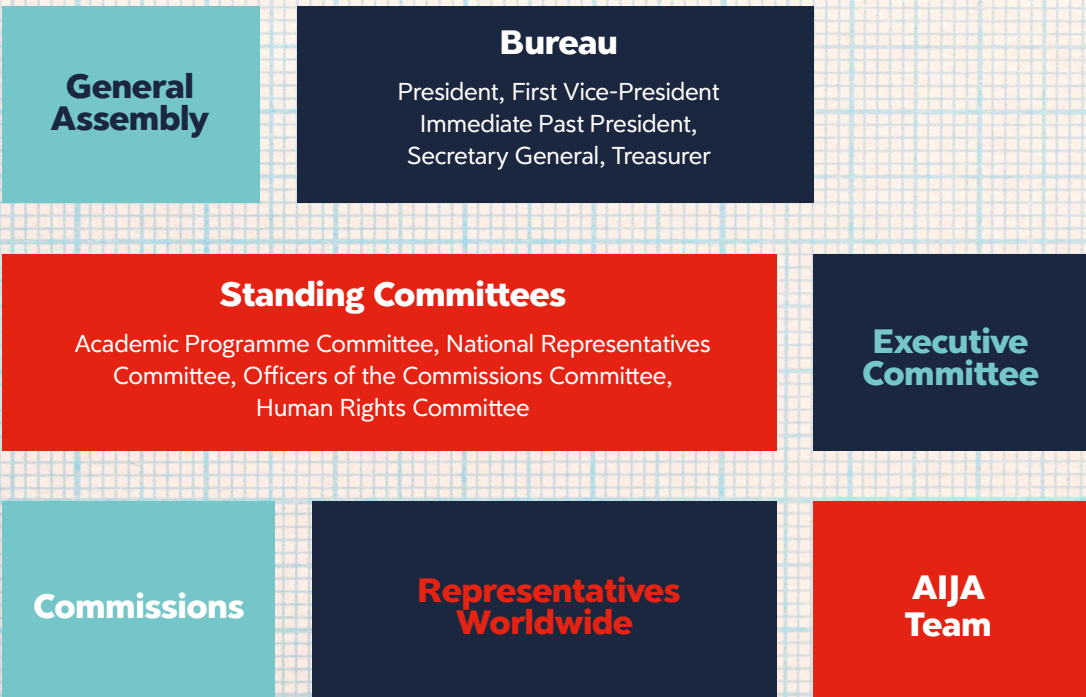 General
Assembly
Bureau
President, First Vice-President
Immediate Past President,
Secretary General, Treasurer
Standing Committees
Academic Programme Committee, National Representatives
Committee, Officers of the Commissions Committee,
Human Rights Committee
Executive
Committee
Commissions
Representatives
Worldwide
AIJA
Team